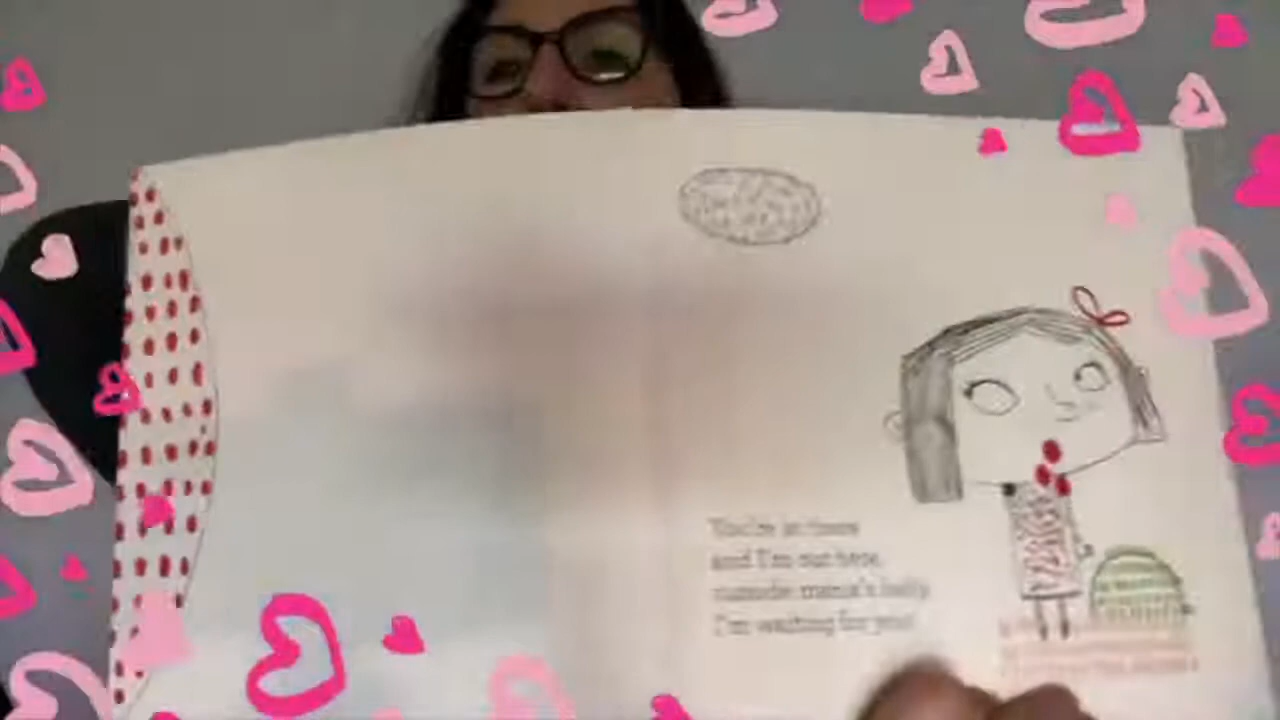 You're in there
and I'm out here,
outside mama's belly.
I'm waiting for you!